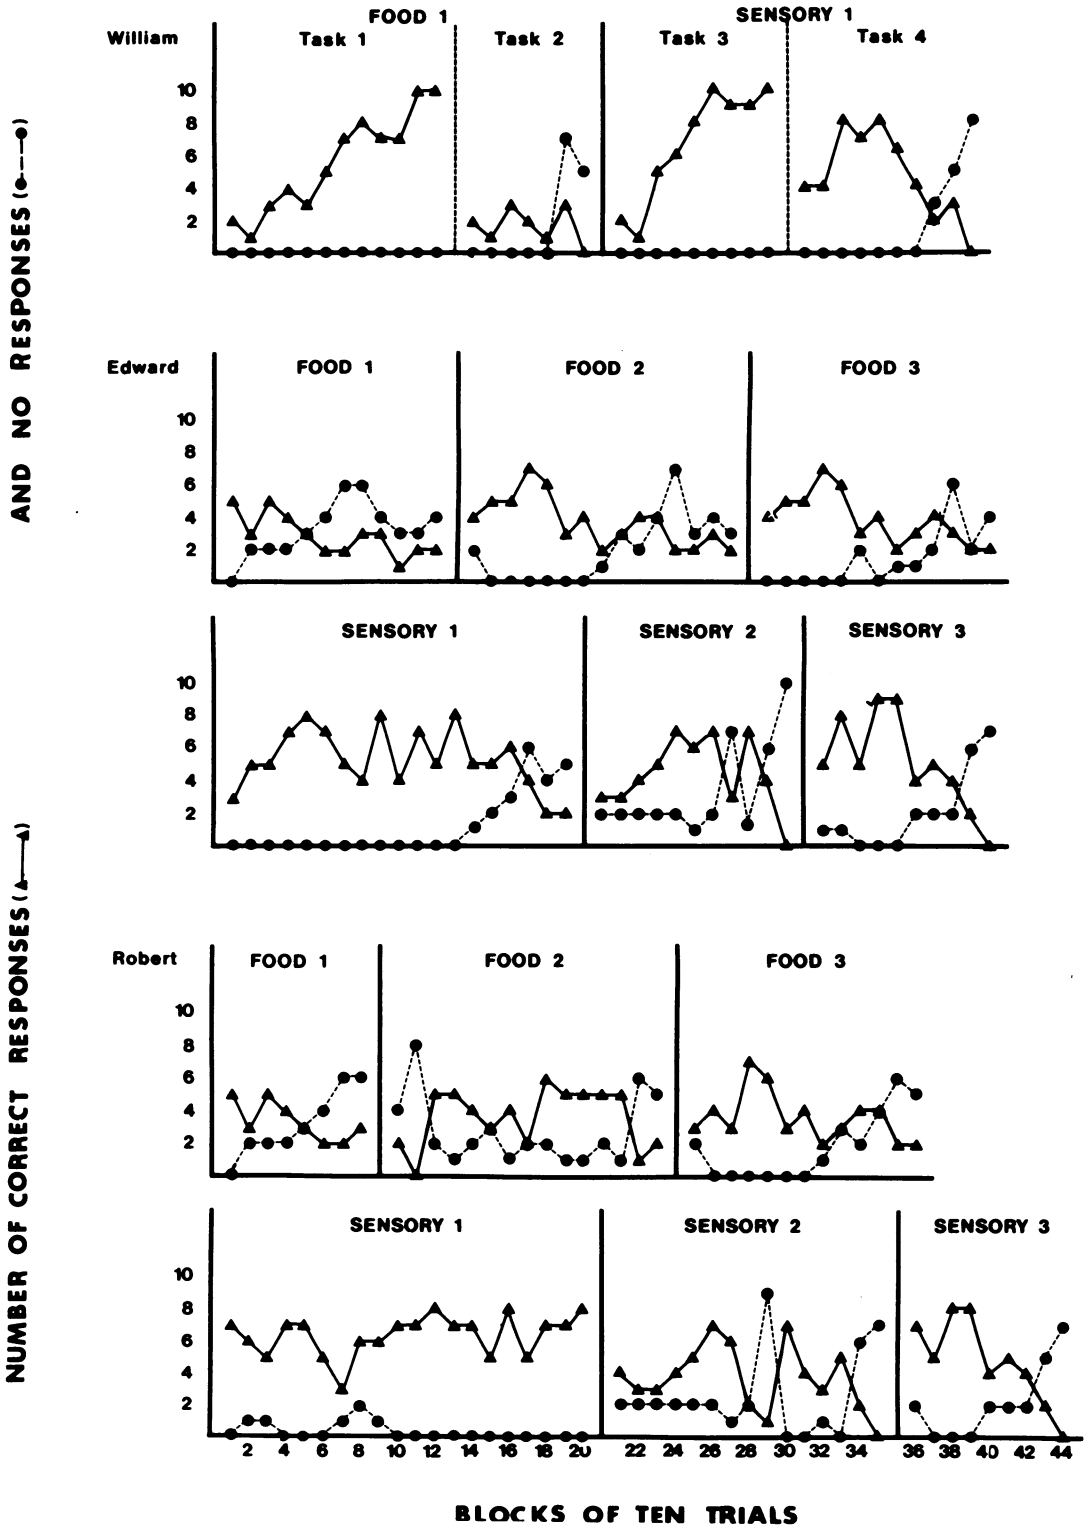 FOOD 1 SENSORY 1
William Task 1 Task 2 Task 3 Task 4
10
8
6
4
2
Edward FOOD 1 FOOD 2 FOOD 3
10
8
6
4
2
SENSORY 1 SENSORY 2 SENSORY 3
10
8
6
4
2
Robert FOOD 1 FOOD 2 FOOD 3
10
8
6
4
2
SENSORY 1 SENSORY 2 SENSORY 3
10
8
6
4
2
2 4 6 8 10 12 14 16 18 20 22 24 26 28 30 32 34 36 38 40 42 44
BLOCKS OF TEN TRIALS
NUMBER OF CORRECT RESPONSES (▲—▲) AND NO RESPONSES (●---●)